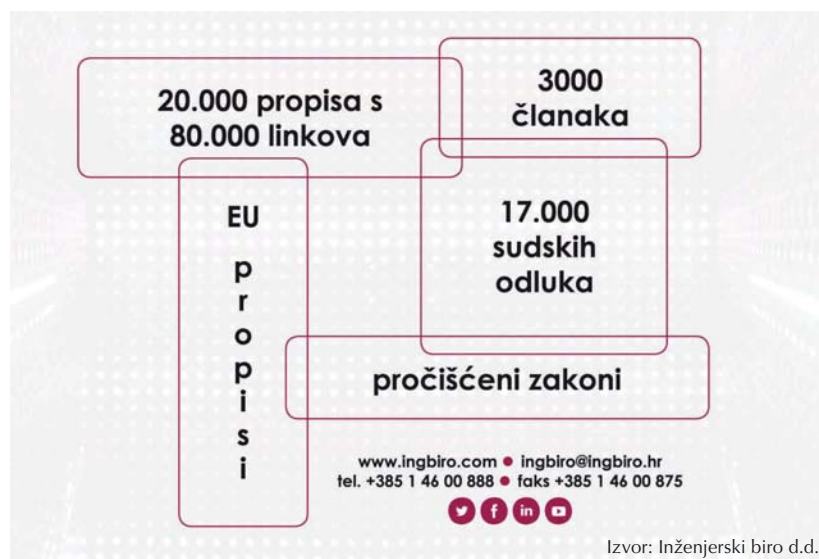 20.000 propisa s
80.000 linkova
3000
članaka
EU
p
r
o
p
i
s
i
17.000
sudskih
odluka
pročišćeni zakoni
www.ingbiro.com ● ingbiro@ingbiro.hr
tel. +385 1 46 00 888 ● faks +385 1 46 00 875
Izvor: Inženjerski biro d.d.